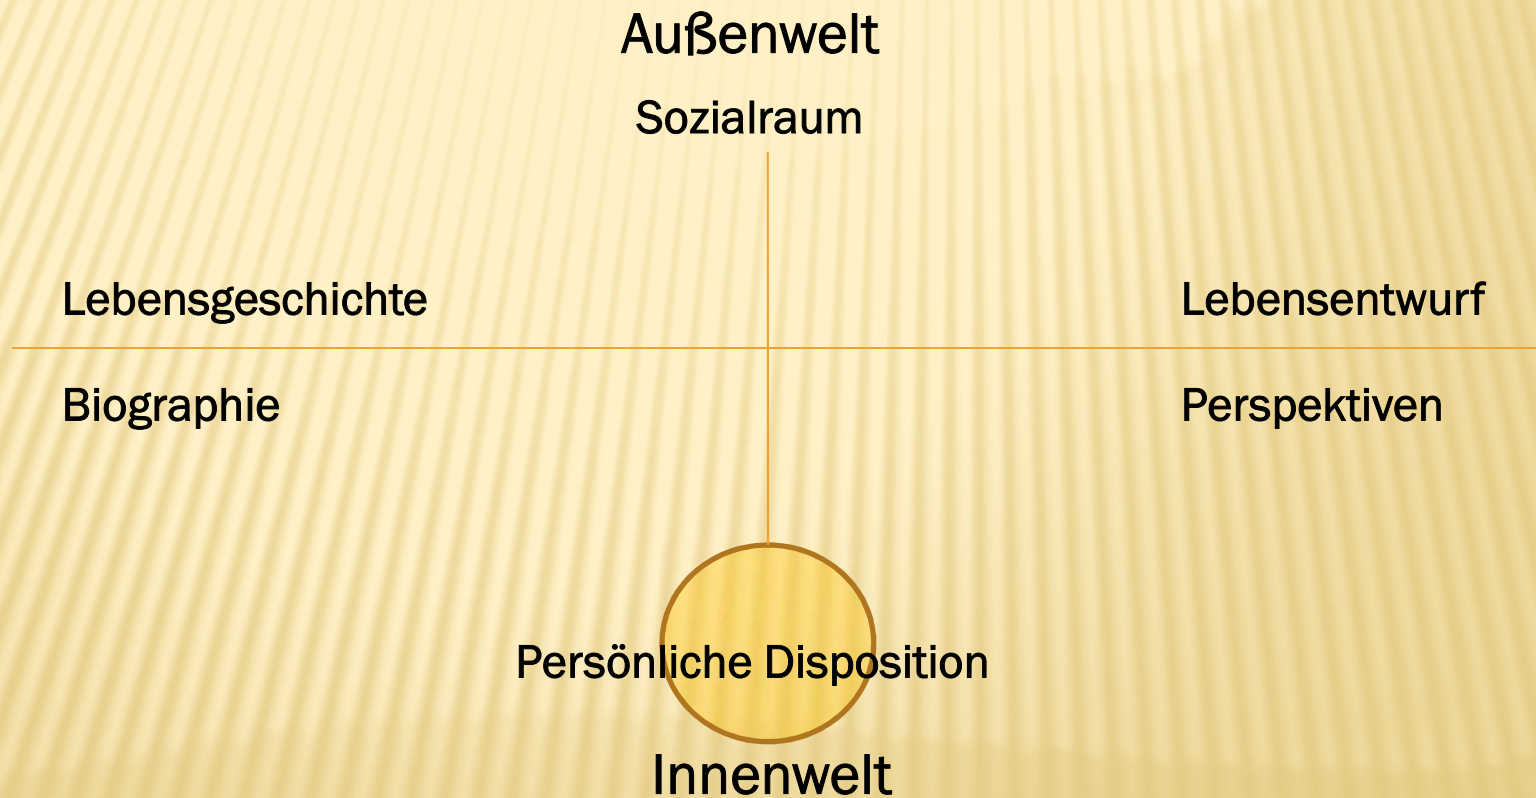 Außenwelt
Sozialraum
Lebensgeschichte
Lebensentwurf
Biographie
Perspektiven
Persönliche Disposition
Innenwelt